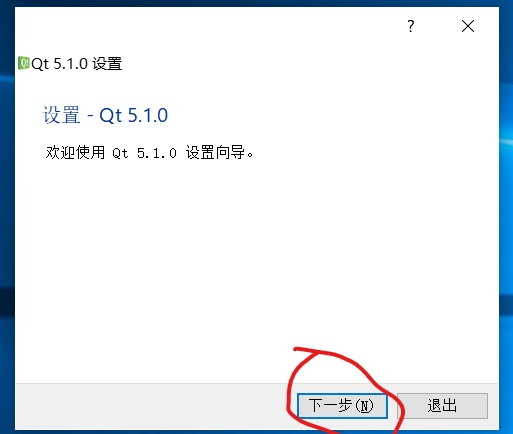 ?
Qt 5.1.0 设置
设置 - Qt 5.1.0
欢迎使用 Qt 5.1.0 设置向导。
下一步(N) 退出